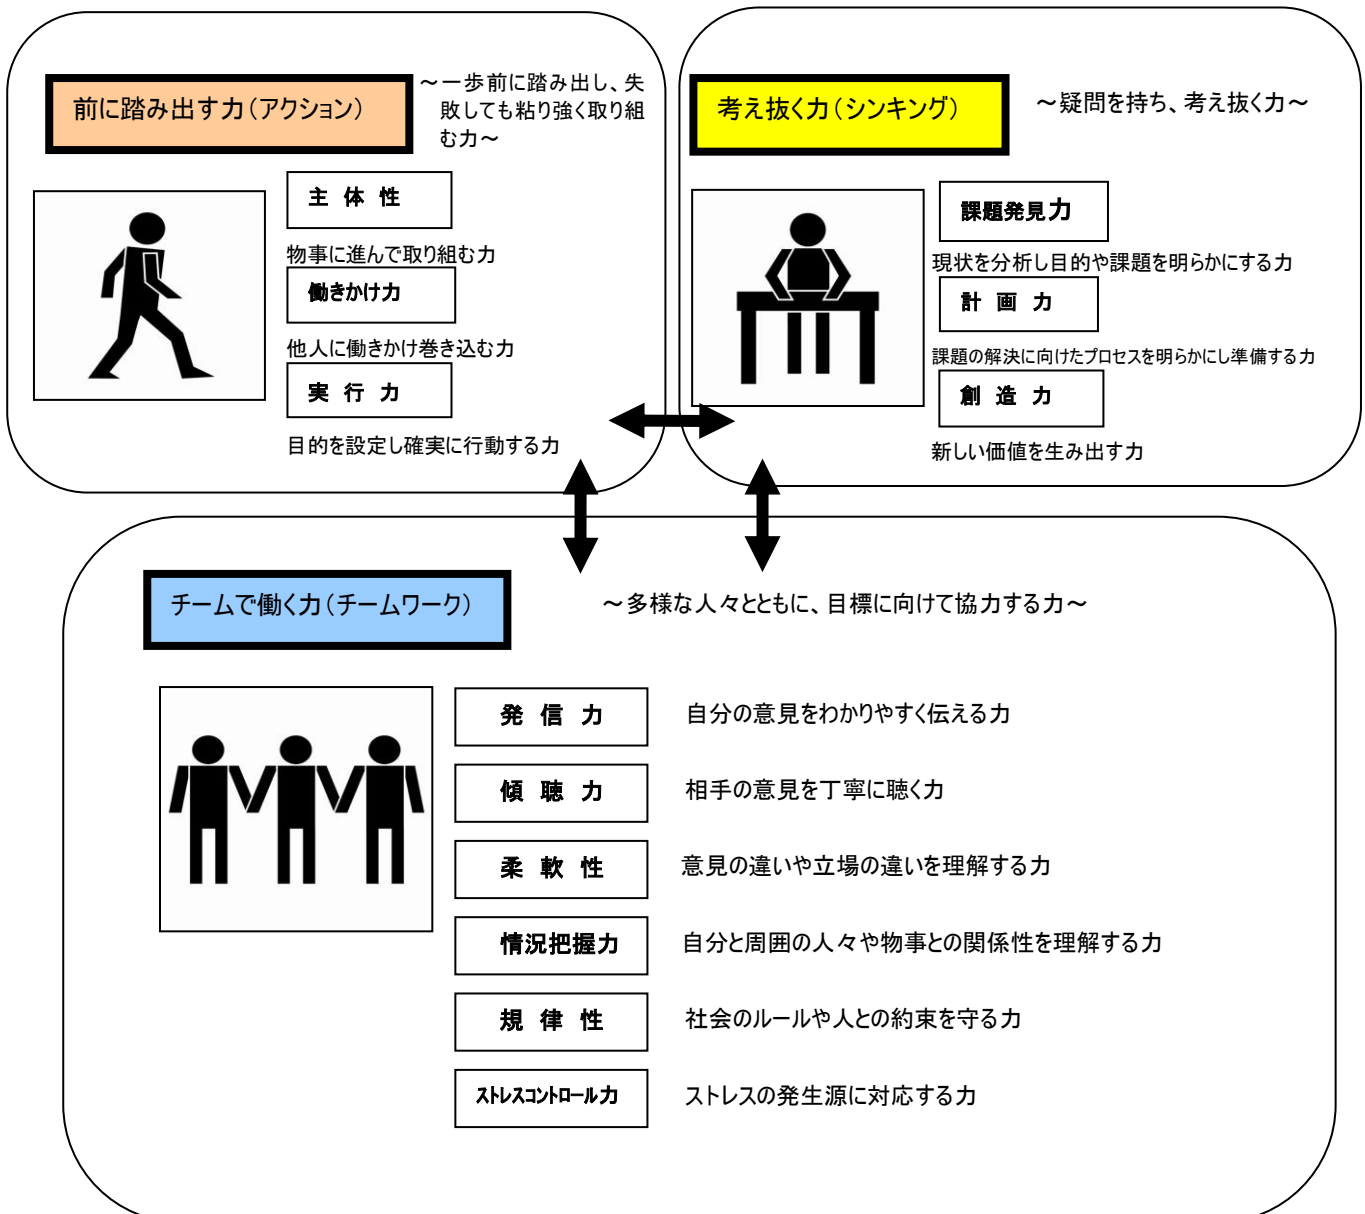 前に踏み出す力（アクション）
～一歩前に踏み出し、失
敗しても粘り強く取り組
む力～
主 体 性
物事に進んで取り組む力
働きかけ力
他人に働きかけ巻き込む力
実 行 力
目的を設定し確実に行動する力
考え抜く力（シンキング）
～疑問を持ち、考え抜く力～
課題発見力
現状を分析し目的や課題を明らかにする力
計 画 力
課題の解決に向けたプロセスを明らかにし準備する力
創 造 力
新しい価値を生み出す力
チームで働く力（チームワーク）
～多様な人々とともに、目標に向けて協力する力～
発 信 力
自分の意見をわかりやすく伝える力
傾 聴 力
相手の意見を丁寧に聴く力
柔 軟 性
意見の違いや立場の違いを理解する力
情況把握力
自分と周囲の人々や物事との関係性を理解する力
規 律 性
社会のルールや人との約束を守る力
ストレスコントロール力
ストレスの発生源に対応する力